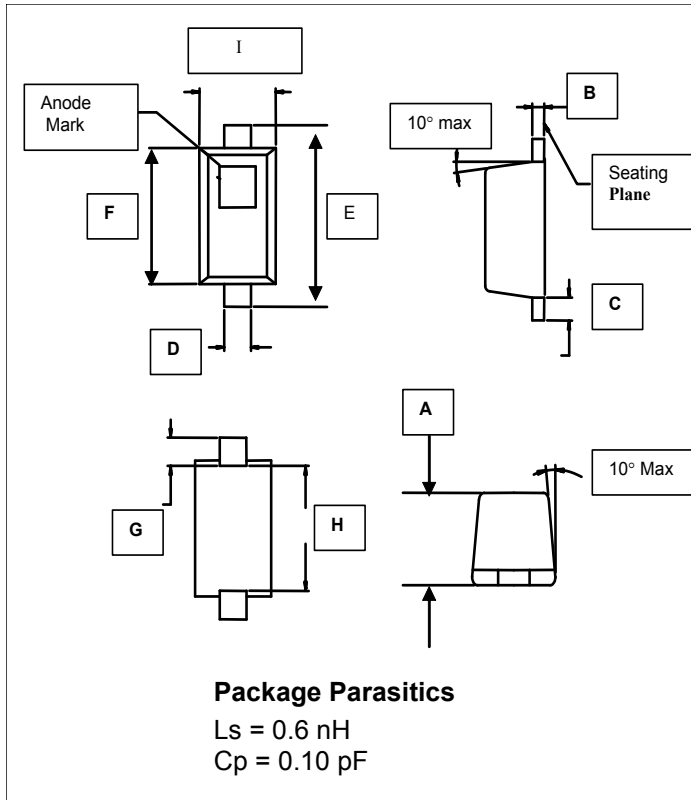 I
Anode
Mark
10° max
B
Seating
Plane
F
E
C
D
A
10° Max
G
H
Package Parasitics
Ls = 0.6 nH
Cp = 0.10 pF